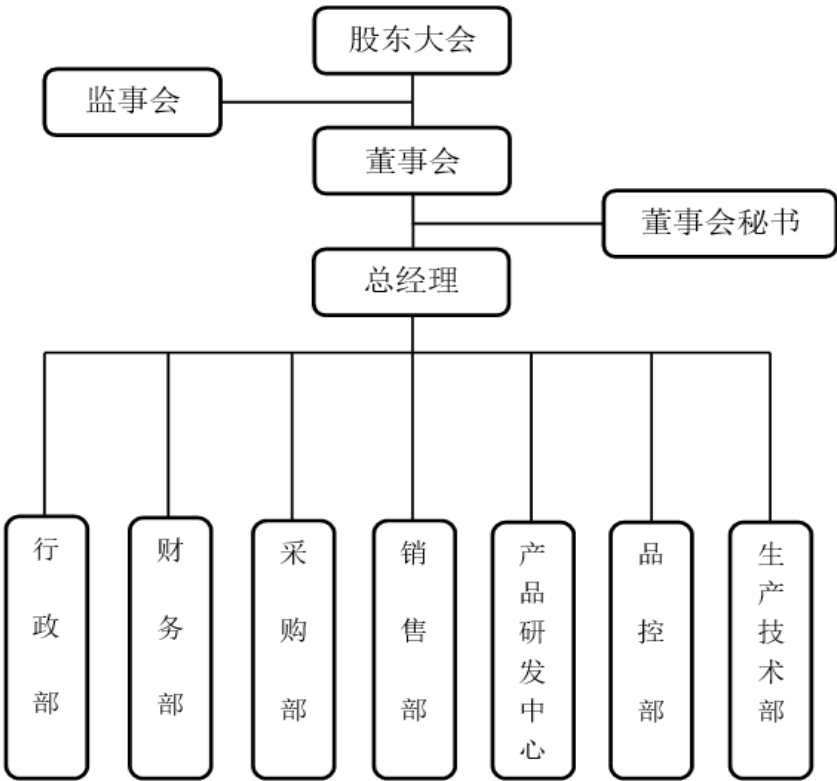 股东大会
监事会
董事会
董事会秘书
总经理
行政部
财务部
采购部
销售部
产品研发中心
品控部
生产技术部